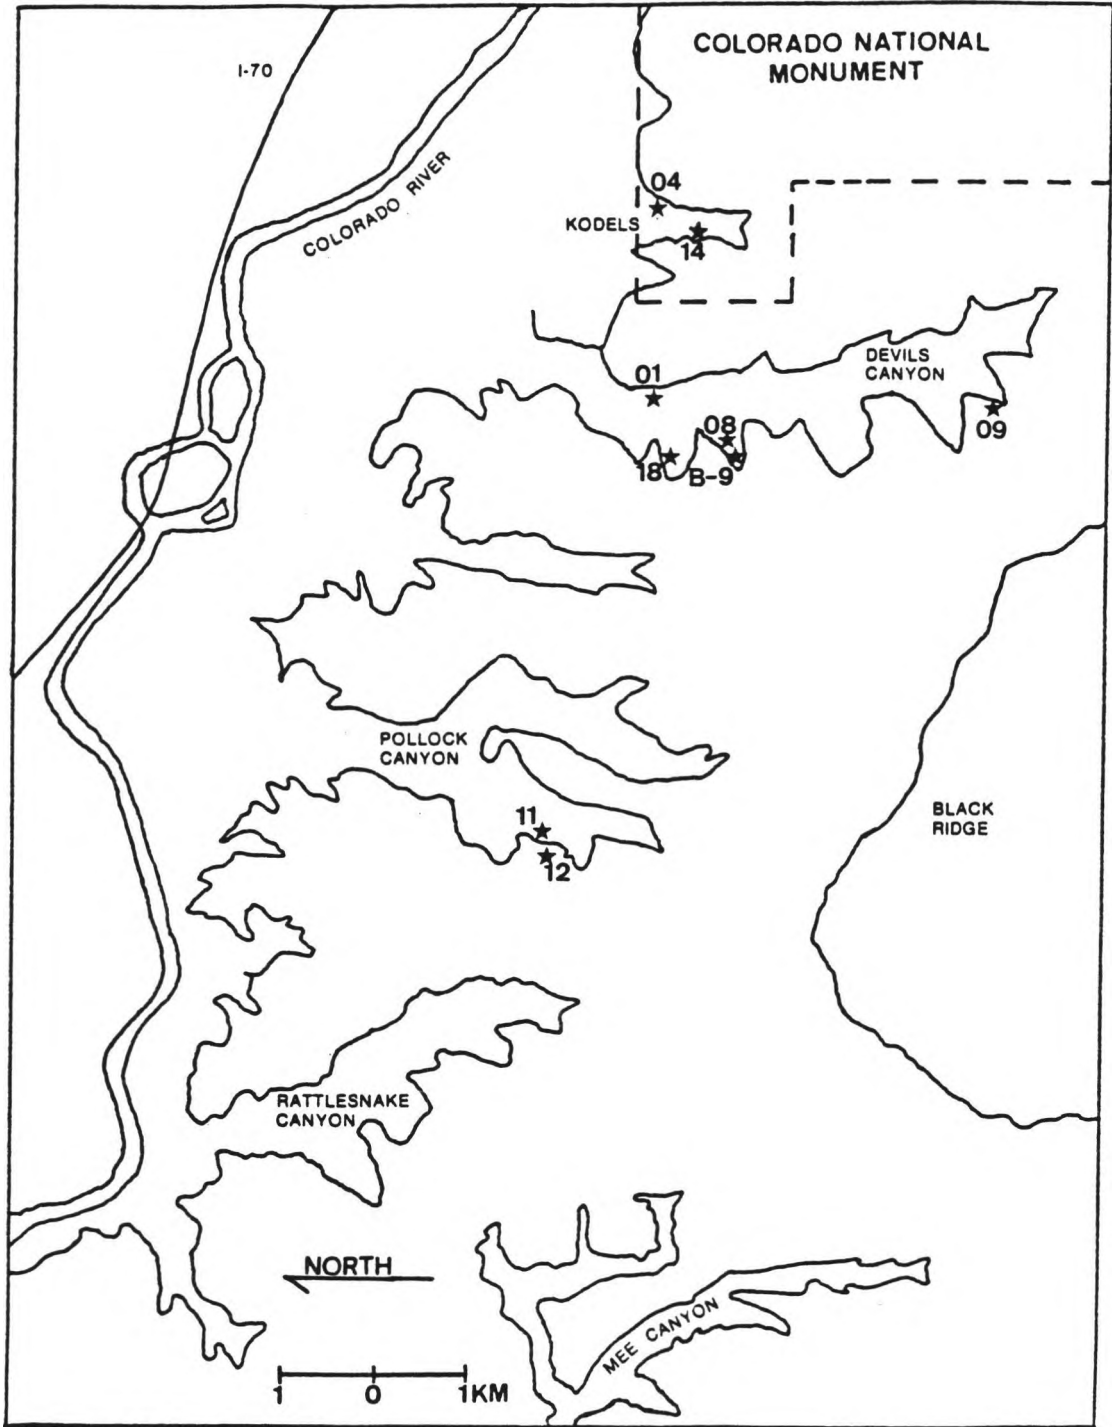 COLORADO NATIONAL
MONUMENT
I-70
COLORADO RIVER
04
KODELS
14
DEVILS
CANYON
01
09
08
18
B-9
POLLOCK
CANYON
BLACK
RIDGE
11
12
RATTLESNAKE
CANYON
NORTH
MEE CANYON
1 0 1KM